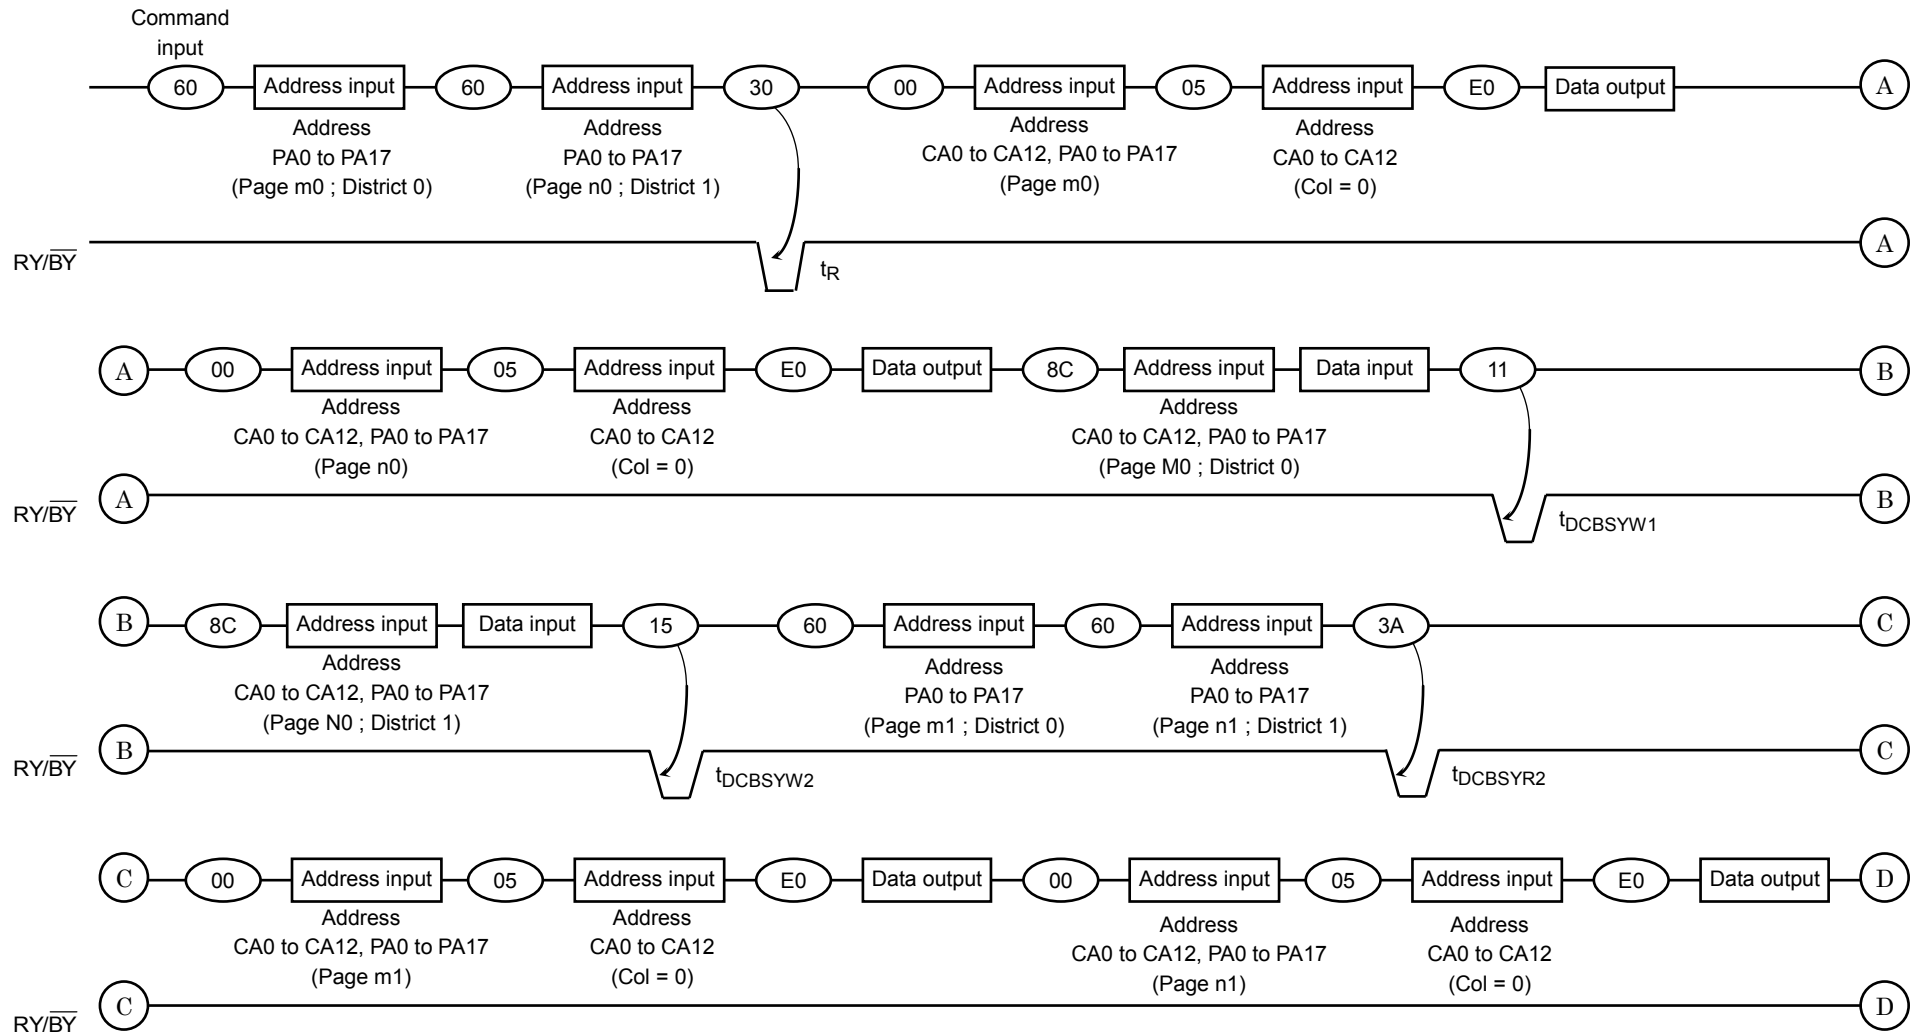 Command
input
60 Address input 60 Address input 30 00 Address input 05 Address input E0 Data output A
Address
PA0 to PA17
(Page m0 ; District 0)
Address
PA0 to PA17
(Page n0 ; District 1)
Address
CA0 to CA12, PA0 to PA17
(Page m0)
Address
CA0 to CA12
(Col = 0)
RY/B̅Y̅ tR A
A 00 Address input 05 Address input E0 Data output 8C Address input Data input 11 B
Address
CA0 to CA12, PA0 to PA17
(Page n0)
Address
CA0 to CA12
(Col = 0)
Address
CA0 to CA12, PA0 to PA17
(Page M0 ; District 0)
RY/B̅Y̅ A tDCBSYW1 B
B 8C Address input Data input 15 60 Address input 60 Address input 3A C
Address
CA0 to CA12, PA0 to PA17
(Page N0 ; District 1)
Address
PA0 to PA17
(Page m1 ; District 0)
Address
PA0 to PA17
(Page n1 ; District 1)
RY/B̅Y̅ B tDCBSYW2 tDCBSYR2 C
C 00 Address input 05 Address input E0 Data output 00 Address input 05 Address input E0 Data output D
Address
CA0 to CA12, PA0 to PA17
(Page m1)
Address
CA0 to CA12
(Col = 0)
Address
CA0 to CA12, PA0 to PA17
(Page n1)
Address
CA0 to CA12
(Col = 0)
RY/B̅Y̅ C D